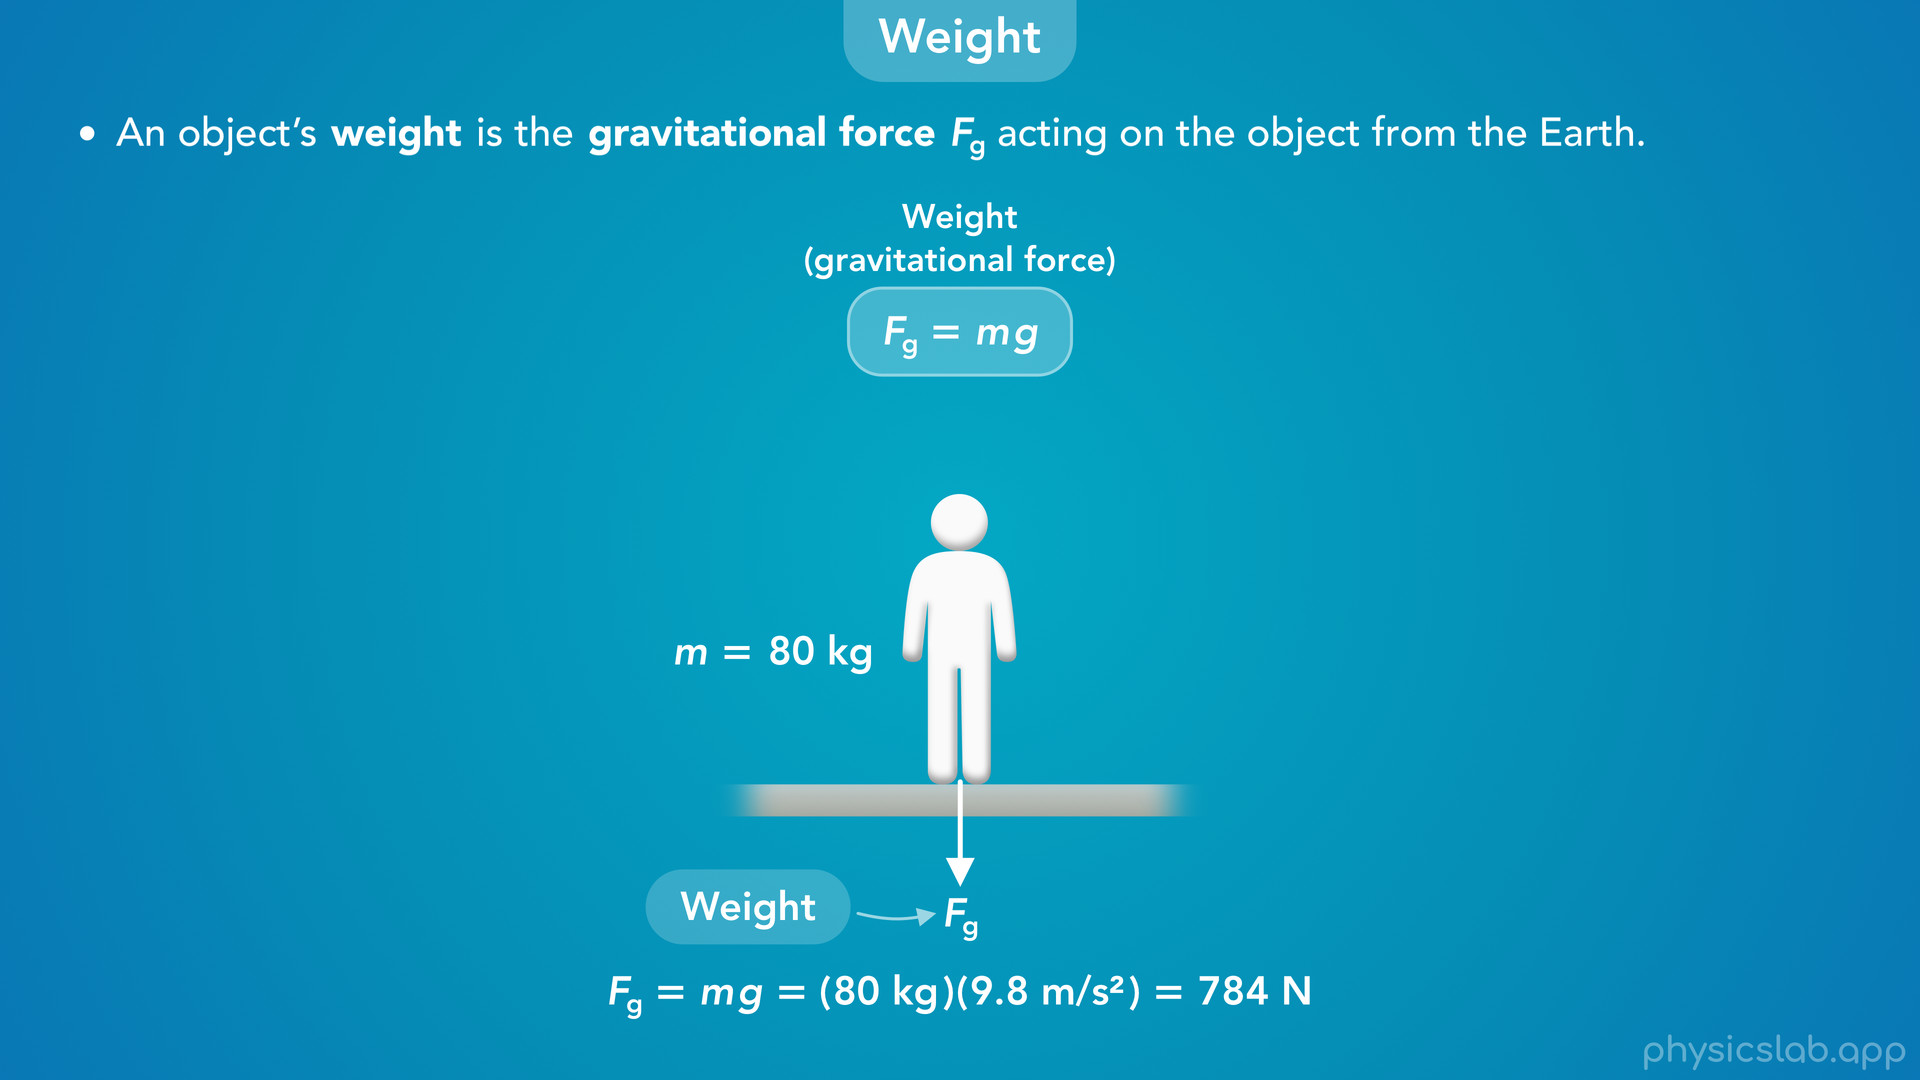 Weight
• An object’s weight is the gravitational force Fg acting on the object from the Earth.
Weight
(gravitational force)
Fg = mg
m = 80 kg
Weight
Fg
Fg = mg = (80 kg)(9.8 m/s²) = 784 N
physicslab.app